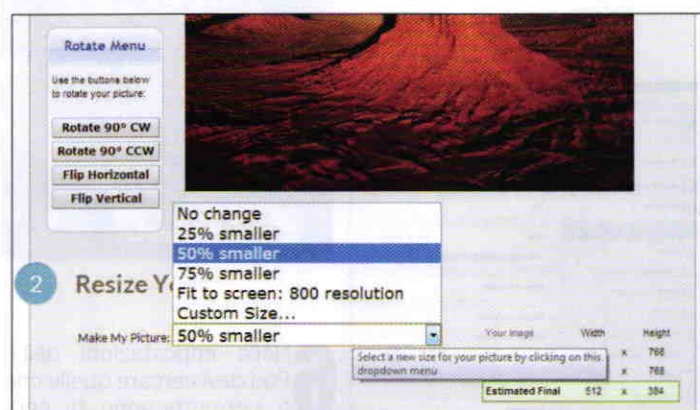 Rotate Menu
Use the buttons below
to rotate your picture:
Rotate 90° CW
Rotate 90° CCW
Flip Horizontal
Flip Vertical
No change
25% smaller
50% smaller
75% smaller
Fit to screen: 800 resolution
Custom Size...
2 Resize Y
Make My Picture: 50% smaller
Your Image Width Height
x 768
x 768
Select a new size for your picture by clicking on this
dropdown menu
Estimated Final 512 x 384